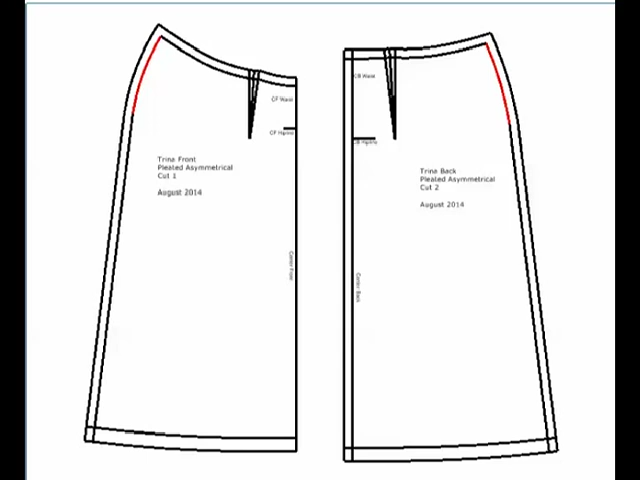 CF Waist
CF Hipline
Trina Front
Pleated Asymmetrical
Cut 1
August 2014
Center Front
CB Waist
CB Hipline
Trina Back
Pleated Asymmetrical
Cut 2
August 2014
Center Back